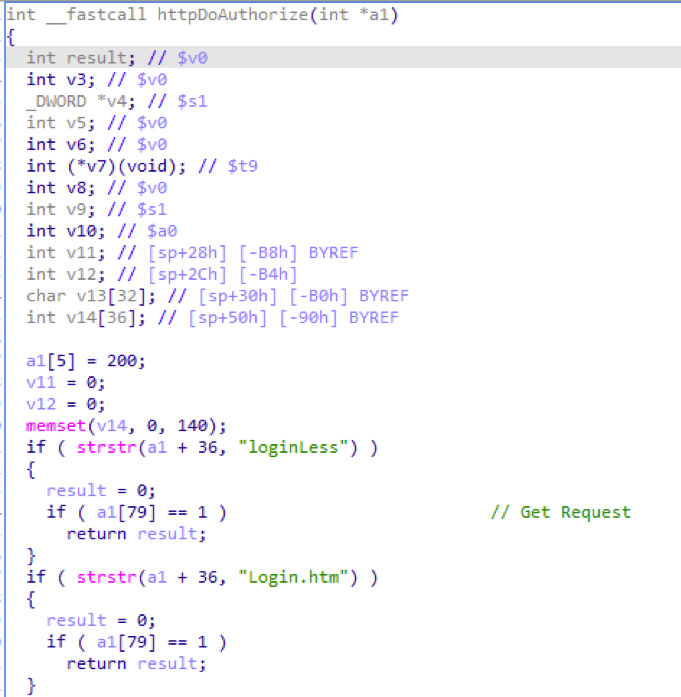 int __fastcall httpDoAuthorize(int *a1)
{
int result; // $v0
int v3; // $v0
_DWORD *v4; // $s1
int v5; // $v0
int v6; // $v0
int (*v7)(void); // $t9
int v8; // $v0
int v9; // $s1
int v10; // $a0
int v11; // [sp+28h] [-B8h] BYREF
int v12; // [sp+2Ch] [-B4h]
char v13[32]; // [sp+30h] [-B0h] BYREF
int v14[36]; // [sp+50h] [-90h] BYREF
a1[5] = 200;
v11 = 0;
v12 = 0;
memset(v14, 0, 140);
if ( strstr(a1 + 36, "loginLess") )
{
result = 0;
if ( a1[79] == 1 ) // Get Request
return result;
}
if ( strstr(a1 + 36, "Login.htm") )
{
result = 0;
if ( a1[79] == 1 )
return result;
}